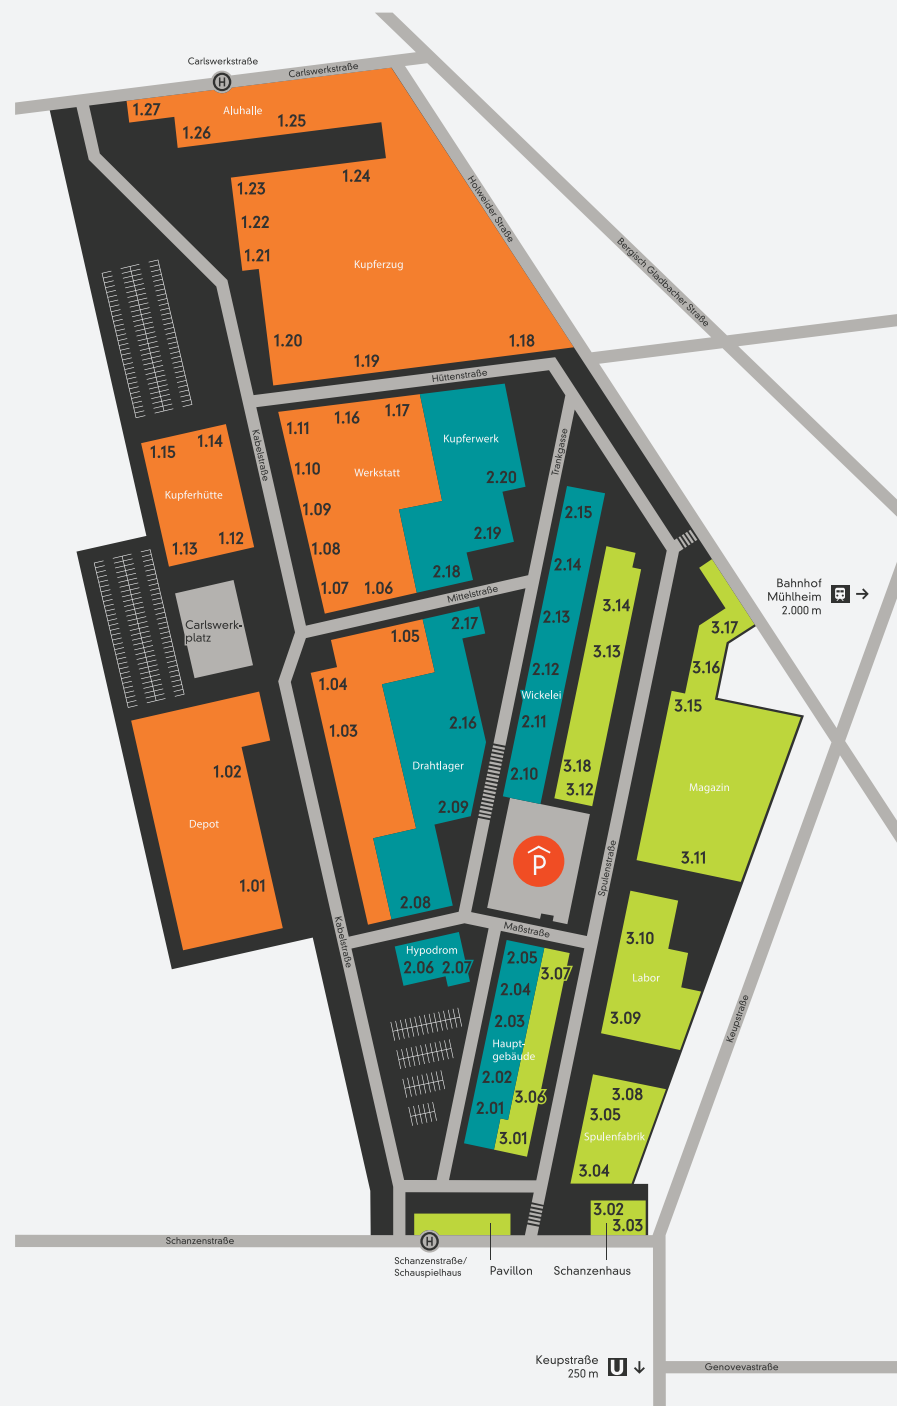 Carlswerkstraße
H
Carlswerkstraße
1.27
Aluhalle
1.26
1.25
1.24
1.23
1.22
1.21
Kupferzug
1.20
1.19
1.18
Holweider Straße
Bergisch Gladbacher Straße
Hüttenstraße
Kabelstraße
1.11
1.16
1.17
1.10
Werkstatt
1.09
1.08
1.07
1.06
Kupferwerk
2.20
2.19
2.18
Trankgasse
1.15
1.14
Kupferhütte
1.13
1.12
Carlswerk-
platz
Mittelstraße
2.15
2.14
2.13
2.12
Wickelei
2.11
2.10
3.14
3.13
3.18
3.12
Bahnhof
Mühlheim
2.000 m
3.17
3.16
3.15
Magazin
3.11
1.05
1.04
1.03
2.17
2.16
Drahtlager
2.09
2.08
1.02
Depot
1.01
P
Spulenstraße
Maßstraße
Kabelstraße
Hypodrom
2.06
2.07
2.05
2.04
2.03
Haupt-
gebäude
2.02
2.01
3.07
3.06
3.01
3.10
Labor
3.09
Keupstraße
3.08
3.05
Spulenfabrik
3.04
3.02
3.03
Schanzenstraße
H
Schanzenstraße/
Schauspielhaus
Pavillon
Schanzenhaus
Keupstraße
250 m
U
Genovevastraße